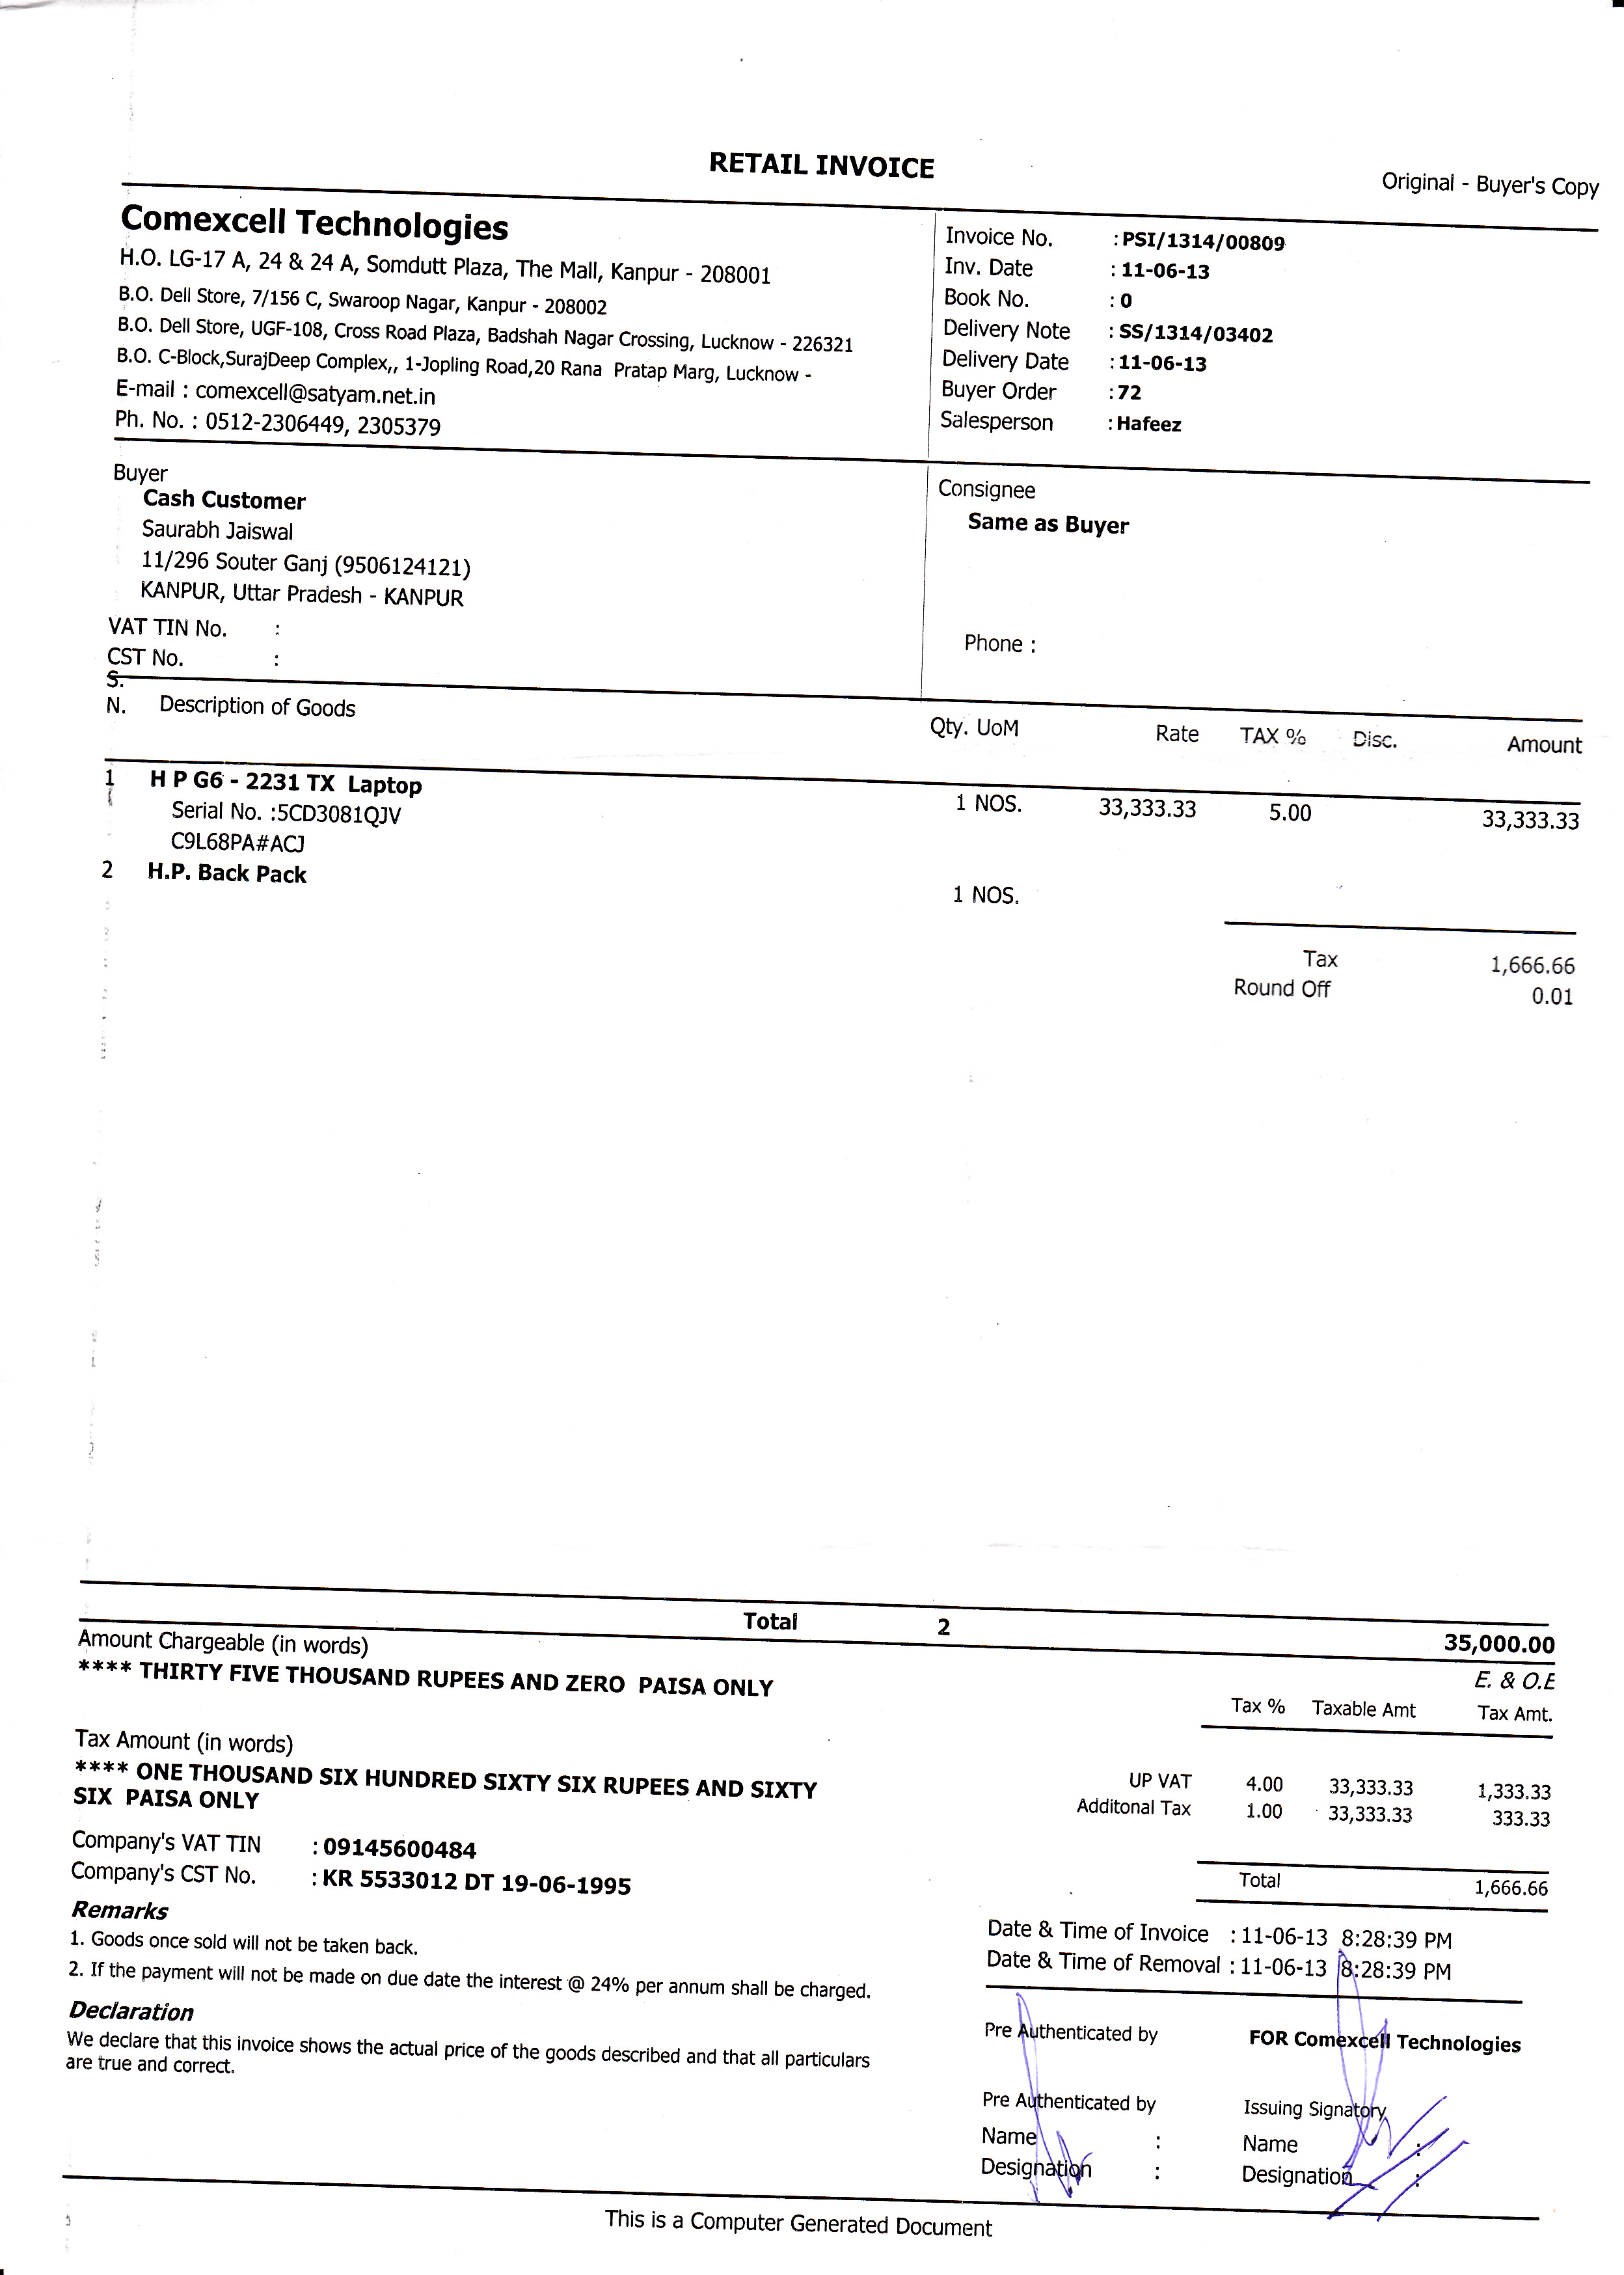 RETAIL INVOICE
Original - Buyer's Copy
Comexcell Technologies
H.O. LG-17 A, 24 & 24 A, Somdutt Plaza, The Mall, Kanpur - 208001
B.O. Dell Store, 7/156 C, Swaroop Nagar, Kanpur - 208002
B.O. Dell Store, UGF-108, Cross Road Plaza, Badshah Nagar Crossing, Lucknow - 226321
B.O. C-Block,SurajDeep Complex,, 1-Jopling Road,20 Rana Pratap Marg, Lucknow -
E-mail : comexcell@satyam.net.in
Ph. No. : 0512-2306449, 2305379
Invoice No. : PSI/1314/00809
Inv. Date : 11-06-13
Book No. : 0
Delivery Note : SS/1314/03402
Delivery Date : 11-06-13
Buyer Order : 72
Salesperson : Hafeez
Buyer
Cash Customer
Saurabh Jaiswal
11/296 Souter Ganj (9506124121)
KANPUR, Uttar Pradesh - KANPUR
VAT TIN No. :
CST No. :
Consignee
Same as Buyer
Phone :
S.
N. Description of Goods Qty. UoM Rate TAX % Disc. Amount
1 H P G6 - 2231 TX Laptop 1 NOS. 33,333.33 5.00 33,333.33
Serial No. :5CD3081QJV
C9L68PA#ACJ
2 H.P. Back Pack 1 NOS.
Tax 1,666.66
Round Off 0.01
Total 2 35,000.00
Amount Chargeable (in words)
E. & O.E
**** THIRTY FIVE THOUSAND RUPEES AND ZERO PAISA ONLY
Tax % Taxable Amt Tax Amt.
Tax Amount (in words)
**** ONE THOUSAND SIX HUNDRED SIXTY SIX RUPEES AND SIXTY
SIX PAISA ONLY
UP VAT 4.00 33,333.33 1,333.33
Additonal Tax 1.00 33,333.33 333.33
Total 1,666.66
Company's VAT TIN : 09145600484
Company's CST No. : KR 5533012 DT 19-06-1995
Remarks
1. Goods once sold will not be taken back.
2. If the payment will not be made on due date the interest @ 24% per annum shall be charged.
Declaration
We declare that this invoice shows the actual price of the goods described and that all particulars
are true and correct.
Date & Time of Invoice : 11-06-13 8:28:39 PM
Date & Time of Removal : 11-06-13 8:28:39 PM
Pre Authenticated by FOR Comexcell Technologies
Pre Authenticated by Issuing Signatory
Name : Name :
Designation : Designation :
This is a Computer Generated Document